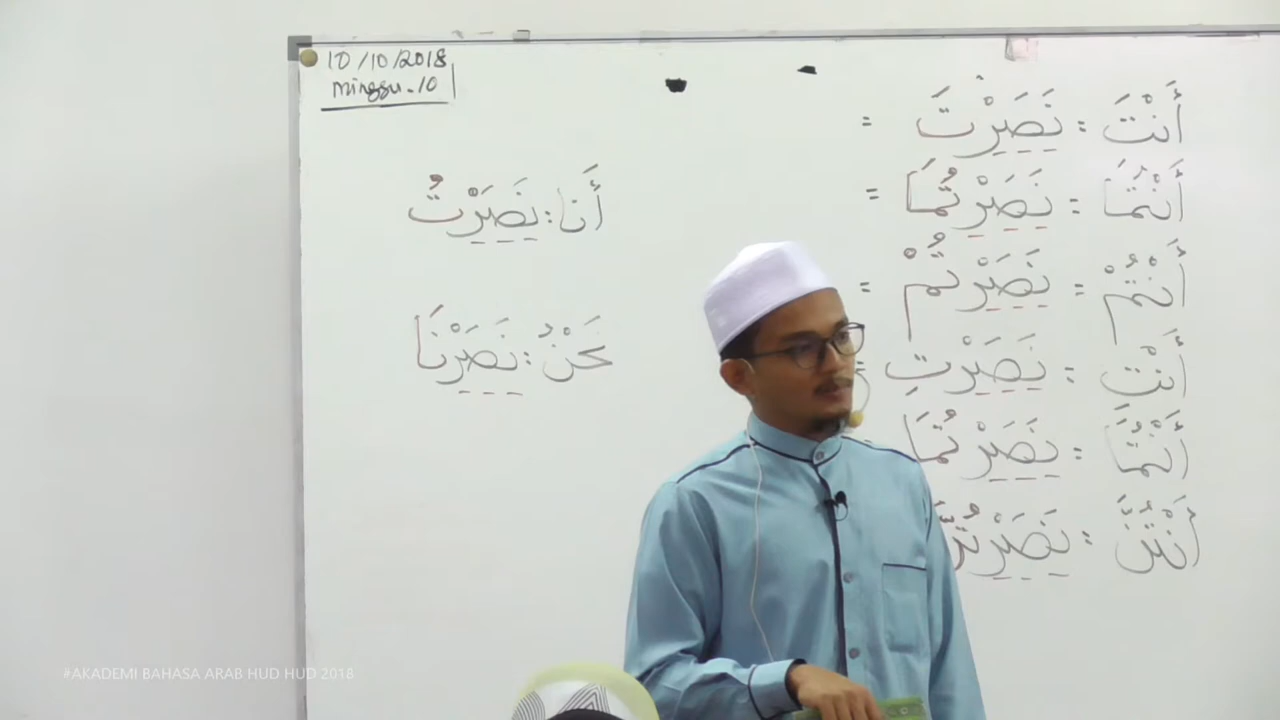 10/10/2018
minggu.10
أَنْتَ : نَصَرْتَ =
أَنْتُمَا : نَصَرْتُمَا =
أَنْتُمْ : نَصَرْتُمْ =
أَنْتِ : نَصَرْتِ =
أَنْتُمَا : نَصَرْتُمَا
أَنْتُنَّ : نَصَرْتُنَّ
أَنَا : نَصَرْتُ
نَحْنُ : نَصَرْنَا
#AKADEMI BAHASA ARAB HUD HUD 2018